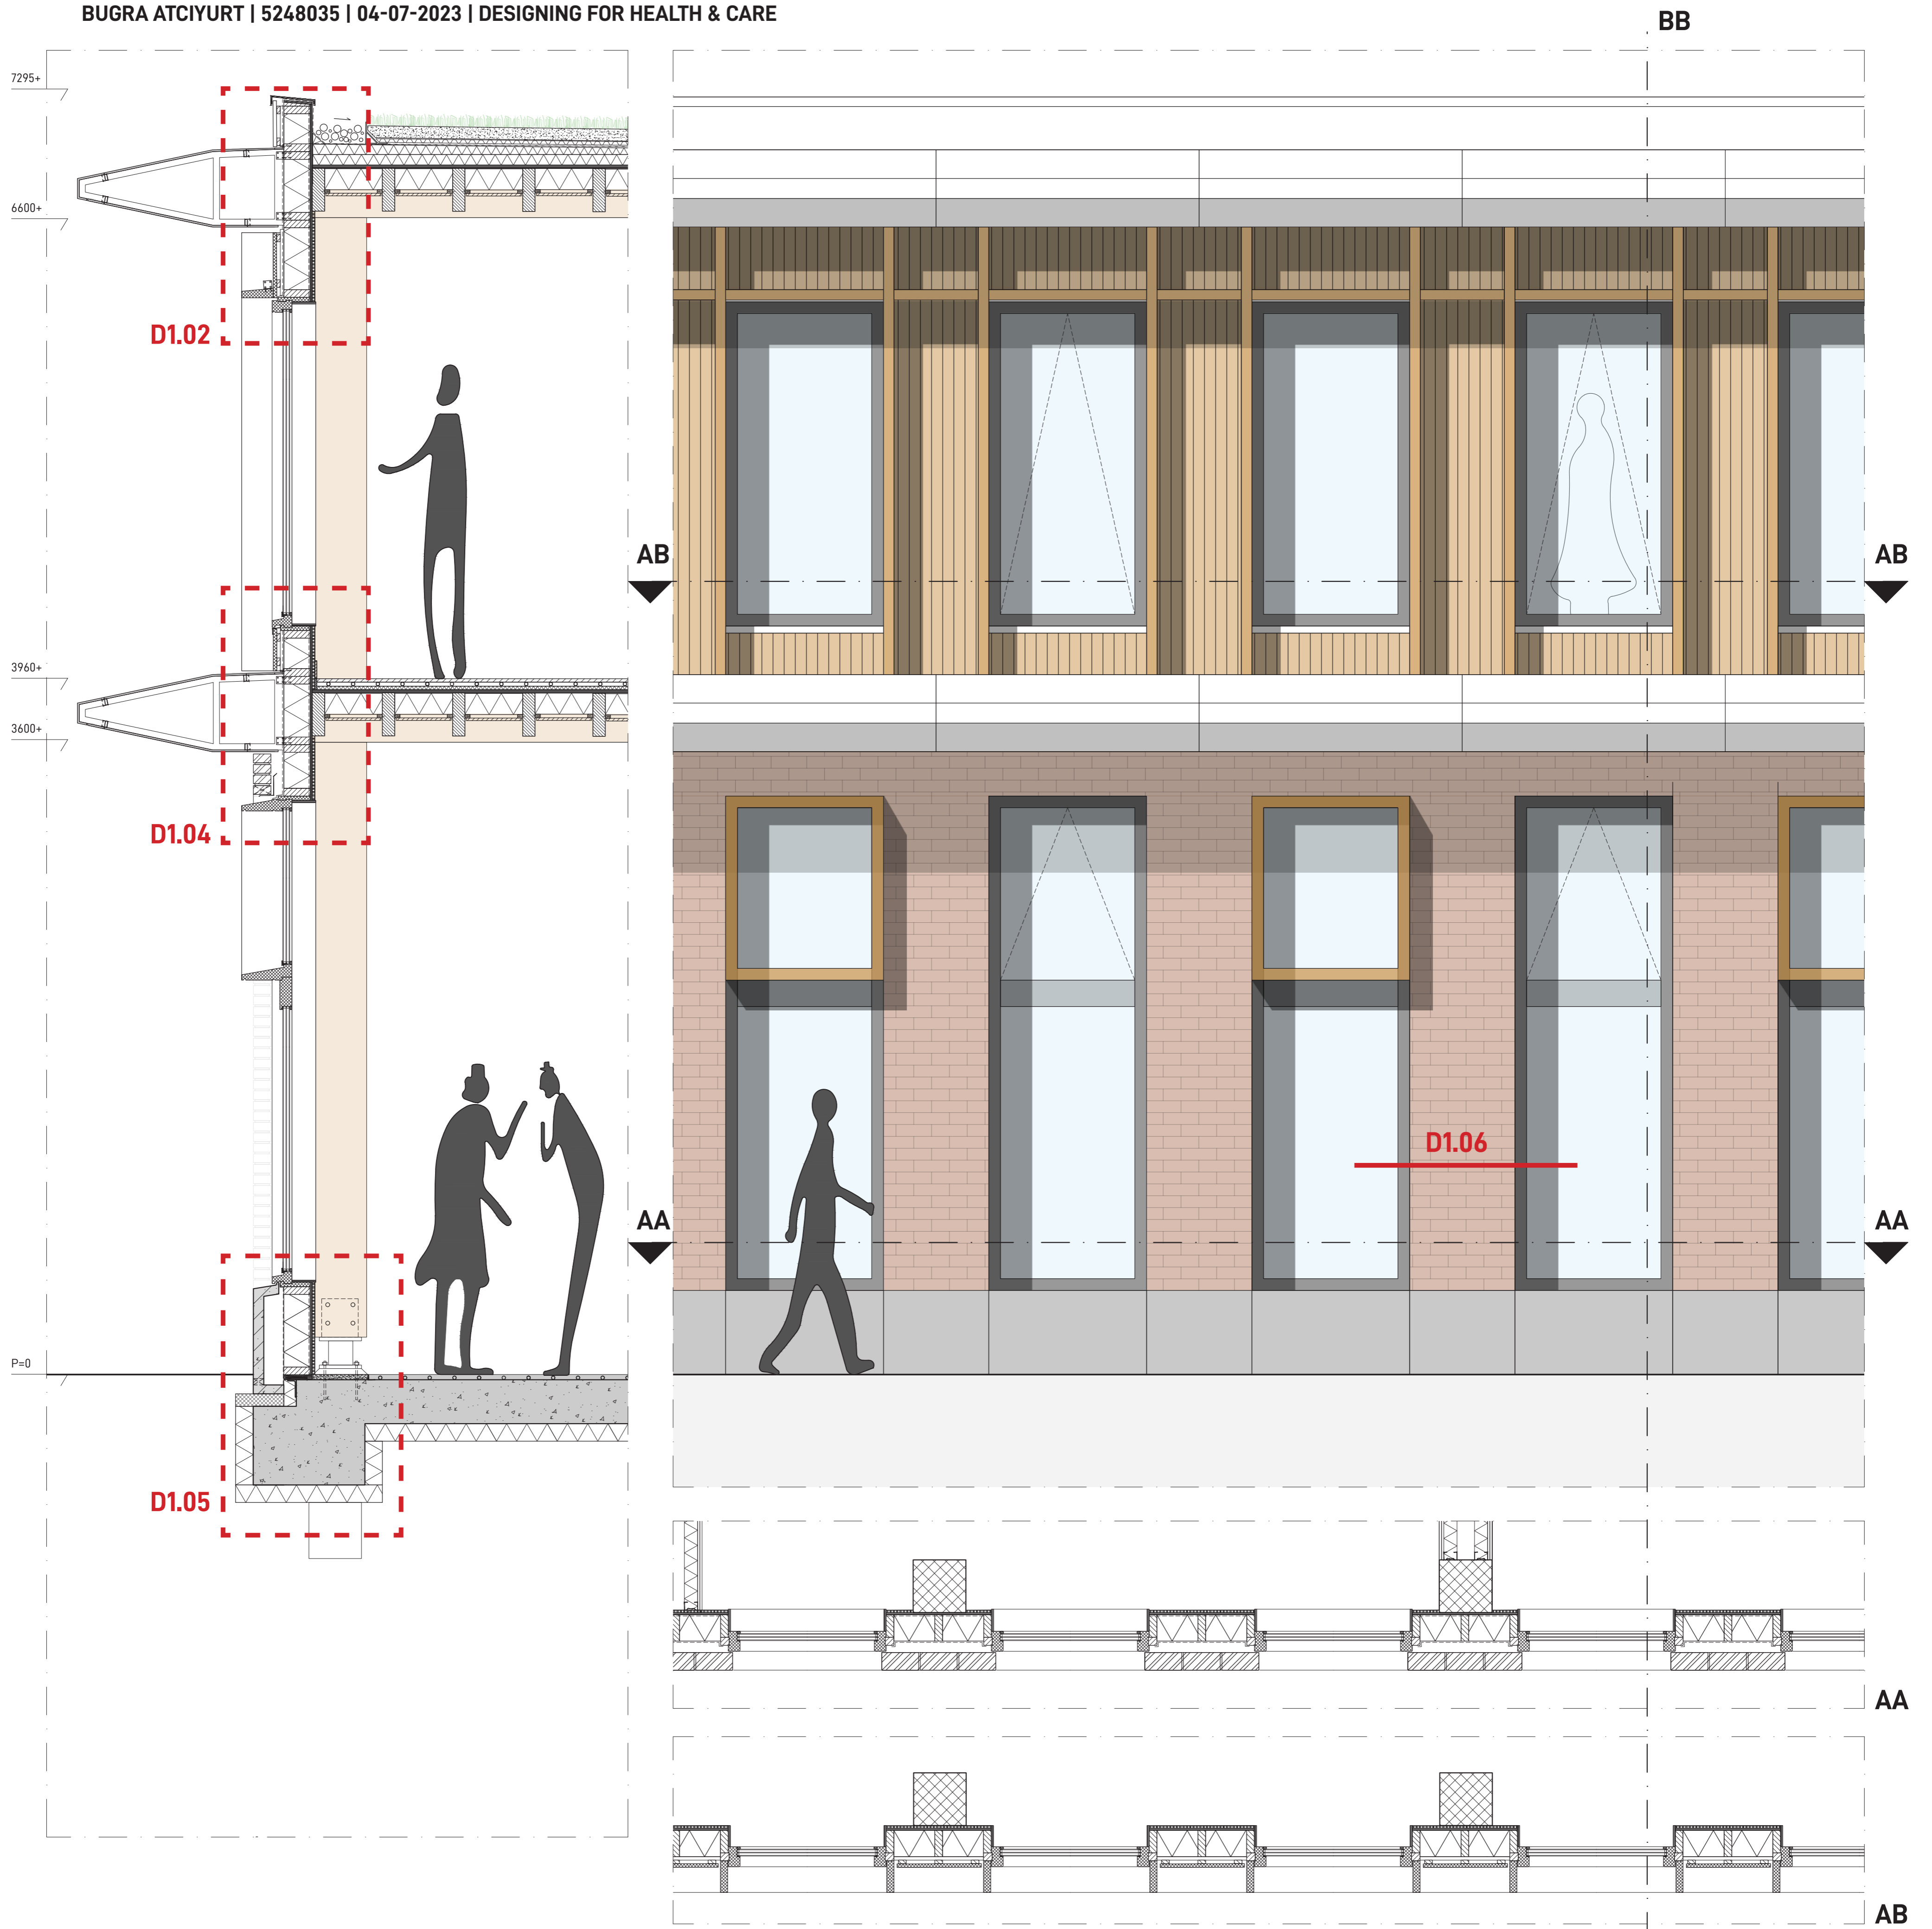 BUGRA ATCIYURT | 5248035 | 04-07-2023 | DESIGNING FOR HEALTH & CARE
BB
7295+
6600+
D1.02
AB
AB
3960+
3600+
D1.04
D1.06
AA
AA
P=0
D1.05
AA
AB